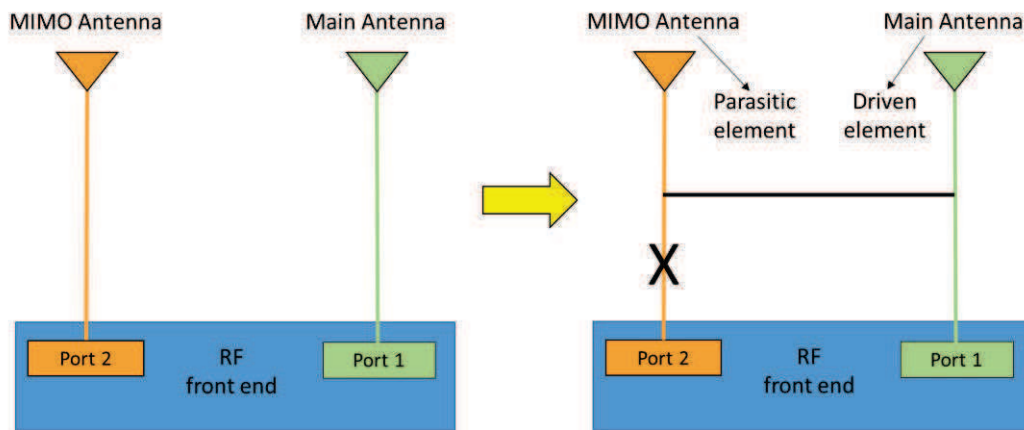 MIMO Antenna
Main Antenna
Port 2
RF
front end
Port 1
MIMO Antenna
Main Antenna
Parasitic
element
Driven
element
X
Port 2
RF
front end
Port 1